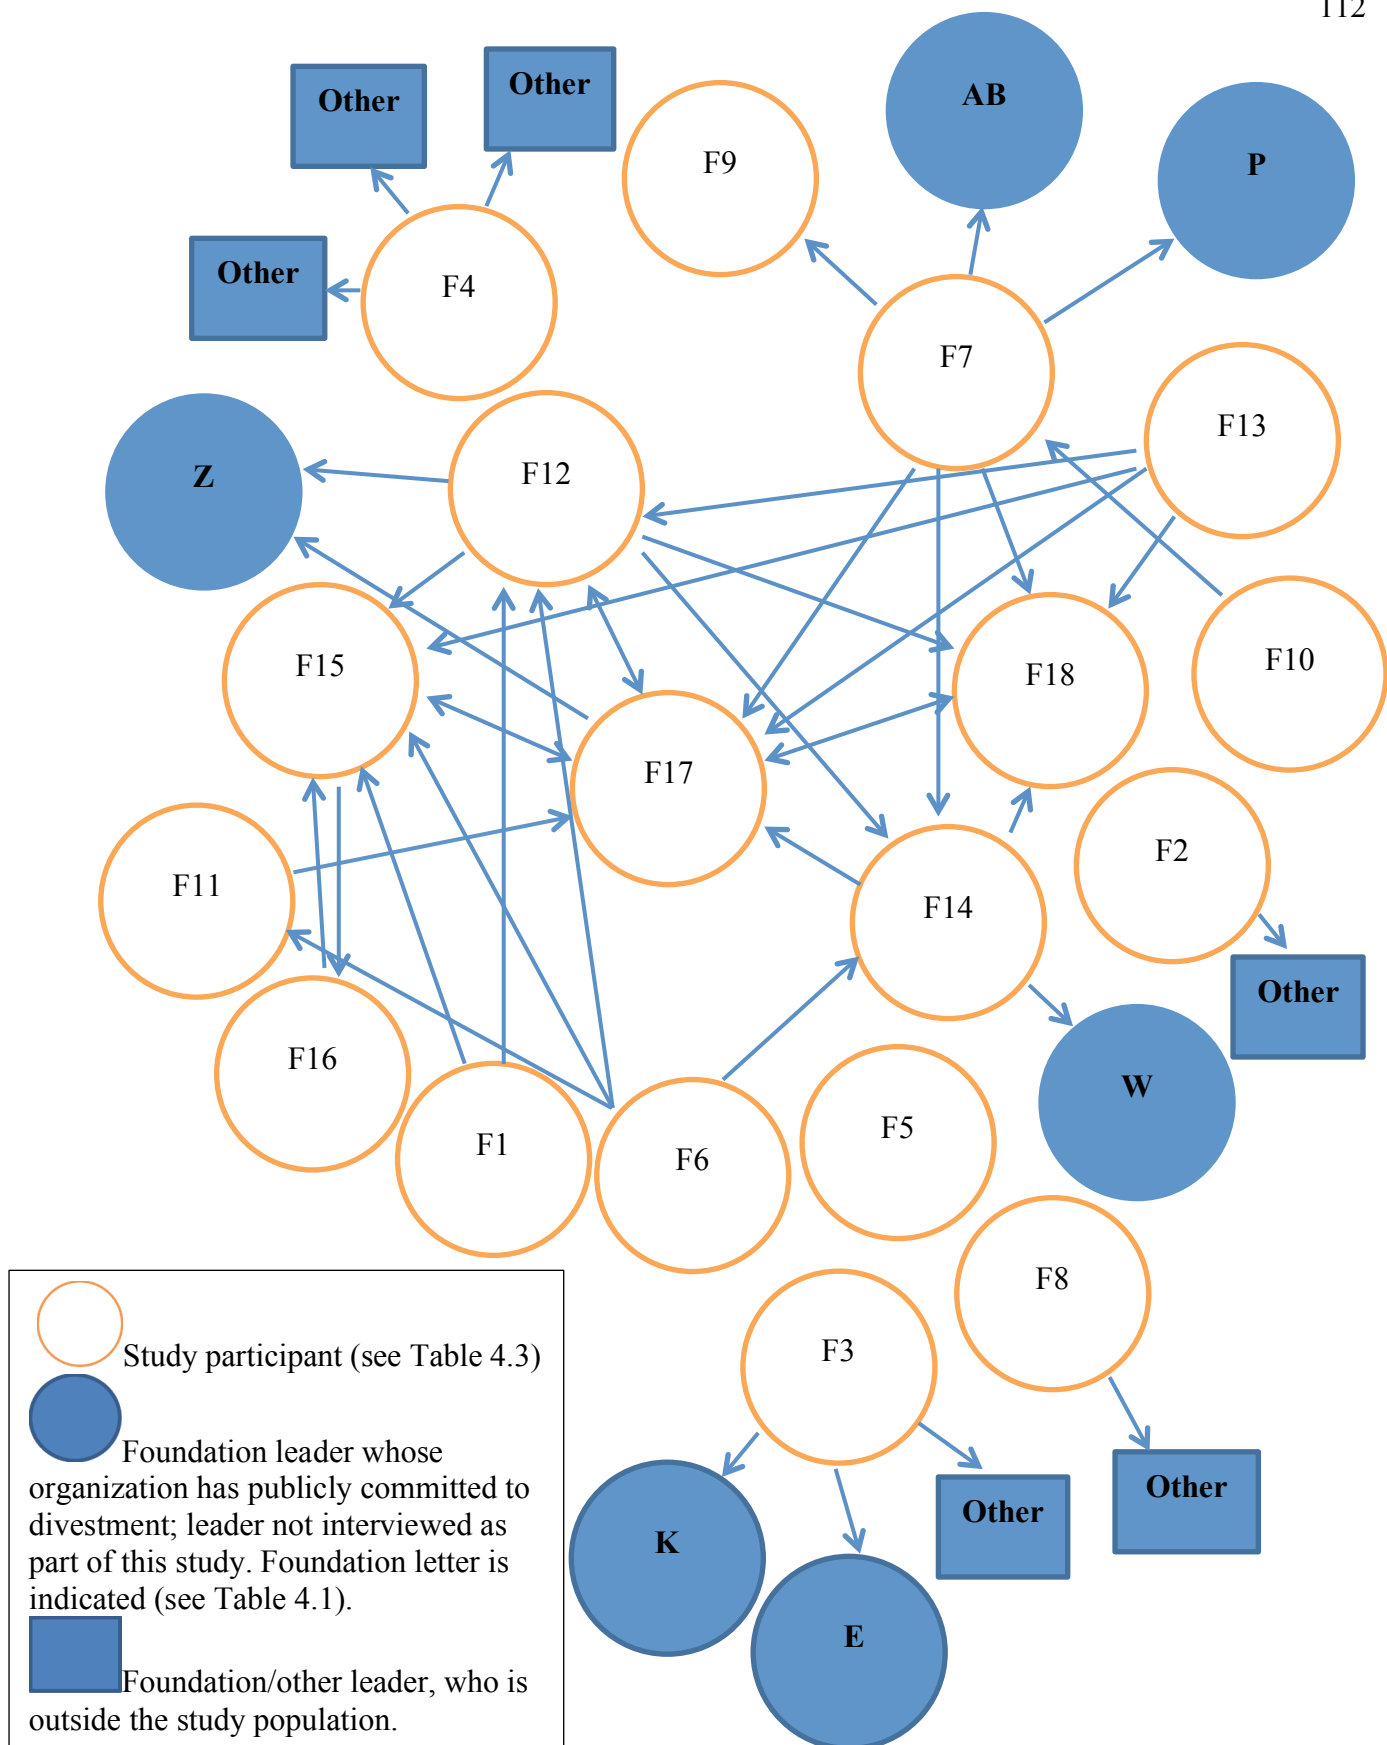 112
Other
Other
AB
F9
P
Other
F4
F7
F13
Z
F12
F15
F18
F10
F17
F2
F11
F14
Other
F16
W
F5
F1
F6
F8
F3
Other
Other
K
E
Study participant (see Table 4.3)
Foundation leader whose
organization has publicly committed to
divestment; leader not interviewed as
part of this study. Foundation letter is
indicated (see Table 4.1).
Foundation/other leader, who is
outside the study population.